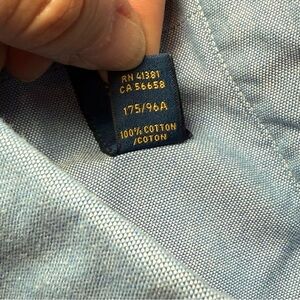 RN 41381
CA 56658
175/96A
100% COTTON
/COTON